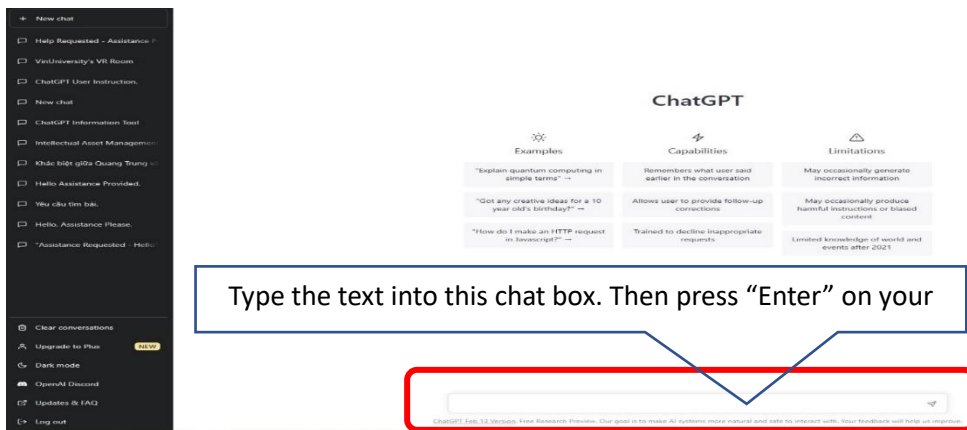 + New chat
Help Requested - Assistance P
VinUniversity's VR Room
ChatGPT User Instruction.
New chat
ChatGPT Information Tool
Intellectual Asset Managemen
Khác biệt giữa Quang Trung và
Hello Assistance Provided.
Yêu cầu tìm bài.
Hello, Assistance Please.
"Assistance Requested - Hello"
Clear conversations
Upgrade to Plus NEW
Dark mode
OpenAI Discord
Updates & FAQ
Log out
ChatGPT
Examples
"Explain quantum computing in
simple terms" →
"Got any creative ideas for a 10
year old's birthday?" →
"How do I make an HTTP request
in Javascript?" →
Capabilities
Remembers what user said
earlier in the conversation
Allows user to provide follow-up
corrections
Trained to decline inappropriate
requests
Limitations
May occasionally generate
incorrect information
May occasionally produce
harmful instructions or biased
content
Limited knowledge of world and
events after 2021
Type the text into this chat box. Then press “Enter” on your
ChatGPT Feb 13 Version. Free Research Preview. Our goal is to make AI systems more natural and safe to interact with. Your feedback will help us improve.